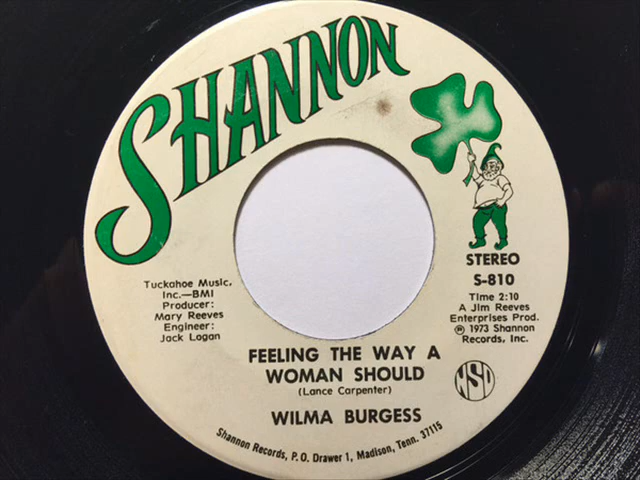 SHANNON
STEREO
S-810
Time 2:10
A Jim Reeves
Enterprises Prod.
℗ 1973 Shannon
Records, Inc.
Tuckahoe Music,
Inc.—BMI
Producer:
Mary Reeves
Engineer:
Jack Logan
FEELING THE WAY A
WOMAN SHOULD
(Lance Carpenter)
WILMA BURGESS
NSD
Shannon Records, P. O. Drawer 1, Madison, Tenn. 37115